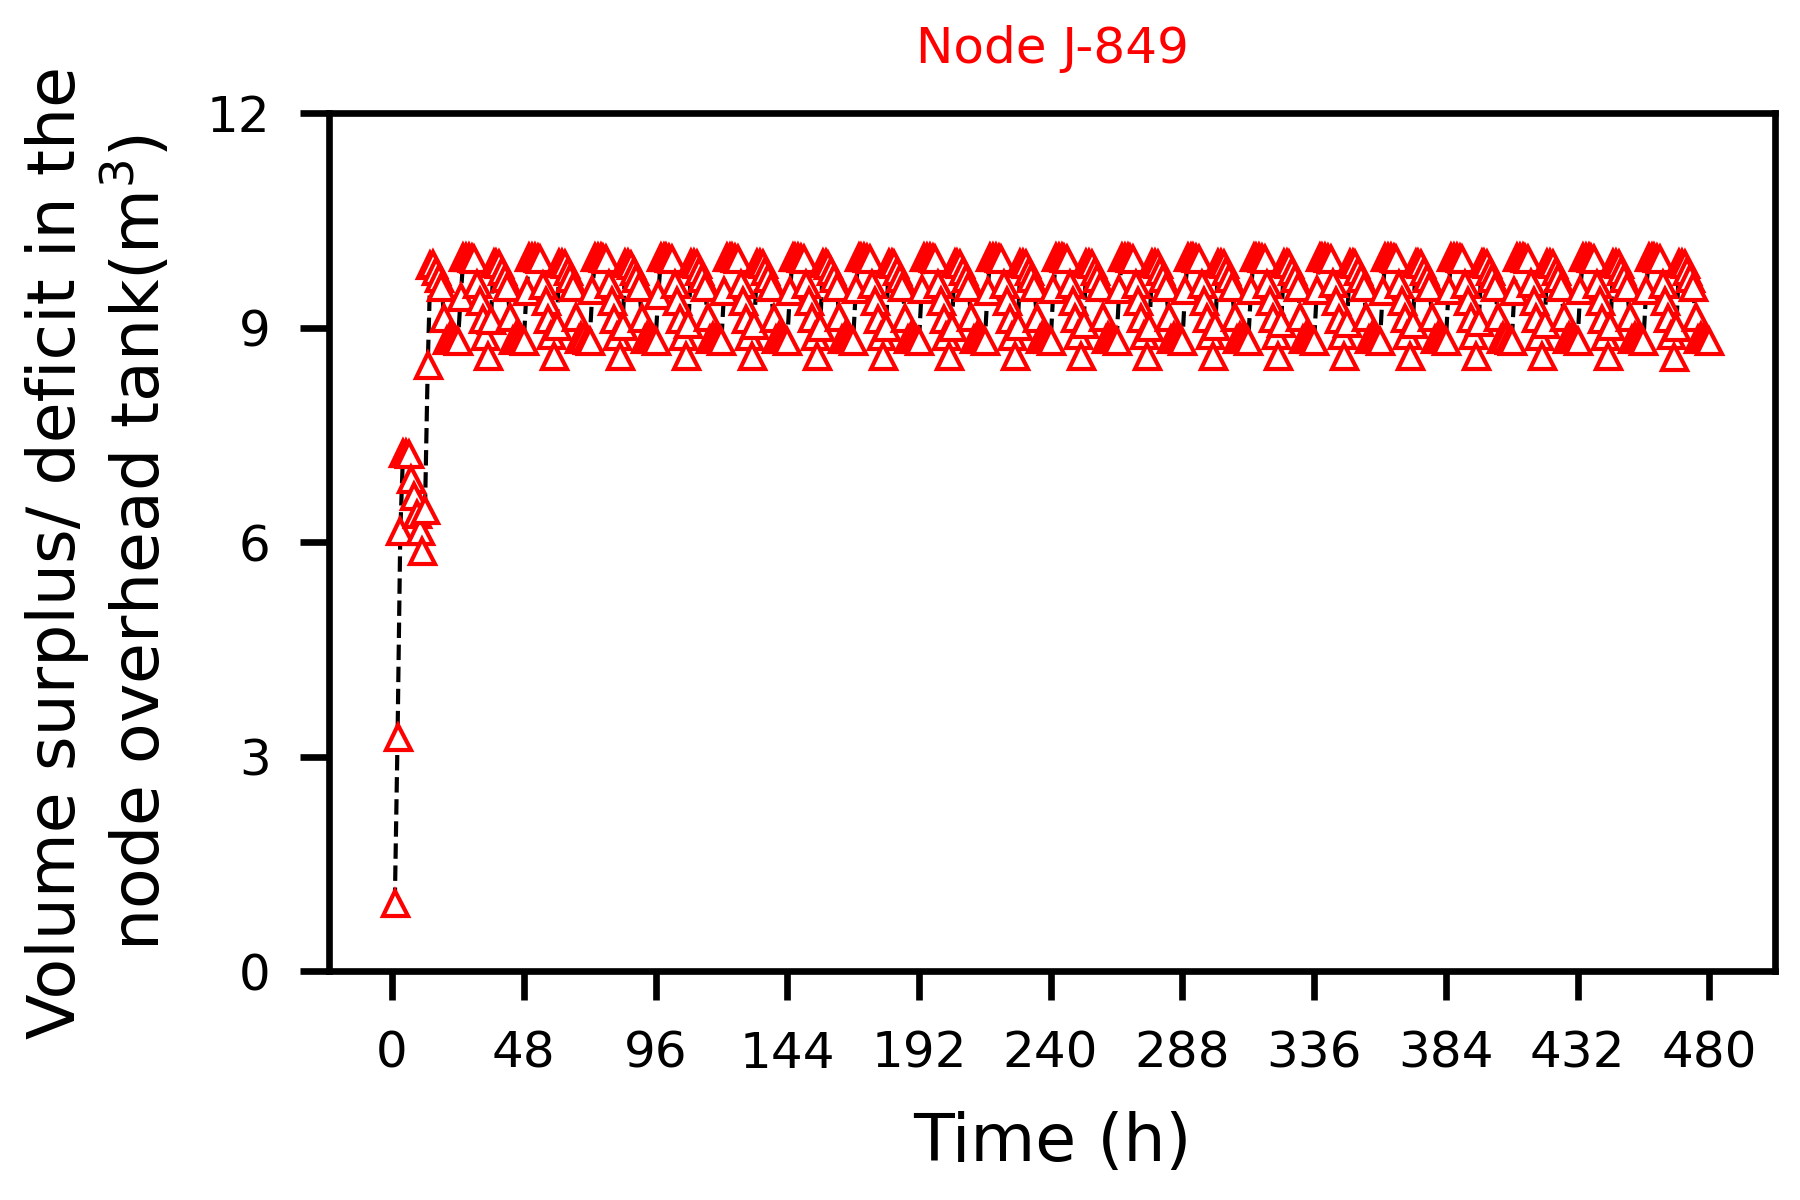 Node J-849
Volume surplus/ deficit in the
node overhead tank(m³)
12
9
6
3
0
0 48 96 144 192 240 288 336 384 432 480
Time (h)